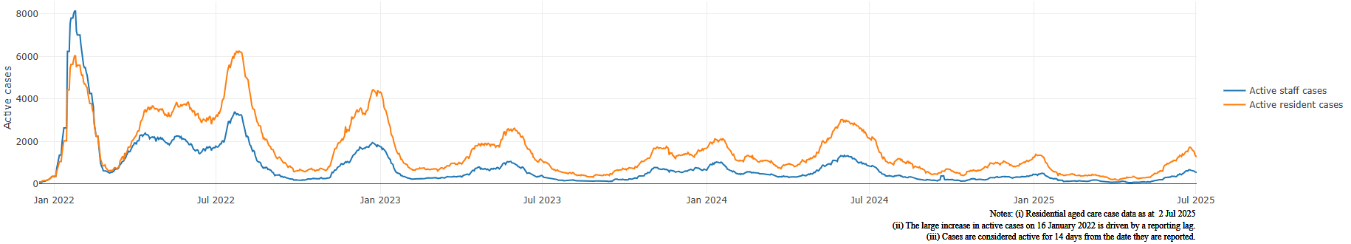 8000
6000
4000
2000
0
Active cases
Jan 2022
Jul 2022
Jan 2023
Jul 2023
Jan 2024
Jul 2024
Jan 2025
Jul 2025
Active staff cases
Active resident cases
Notes: (i) Residential aged care case data as at 2 Jul 2025
(ii) The large increase in active cases on 16 January 2022 is driven by a reporting lag.
(iii) Cases are considered active for 14 days from the date they are reported.